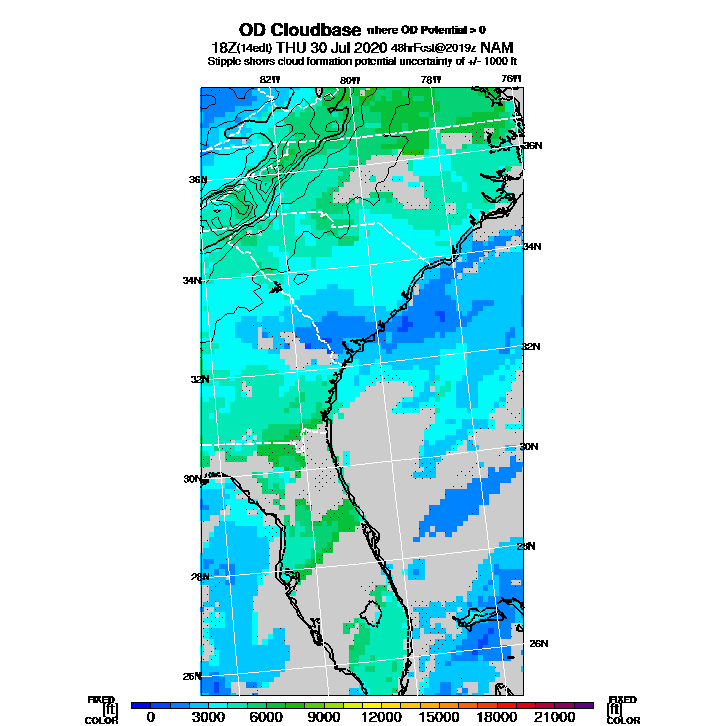 OD Cloudbase where OD Potential > 0
18Z(14edt) THU 30 Jul 2020 48hrFcst@2019z NAM
Stipple shows cloud formation potential uncertainty of +/- 1000 ft
82W 80W 78W 76W
36N
36N
34N
34N
32N
32N
30N
30N
28N
28N
26N
26N
FIXED FIXED
[ft] [ft]
COLOR 0 3000 6000 9000 12000 15000 18000 21000 COLOR